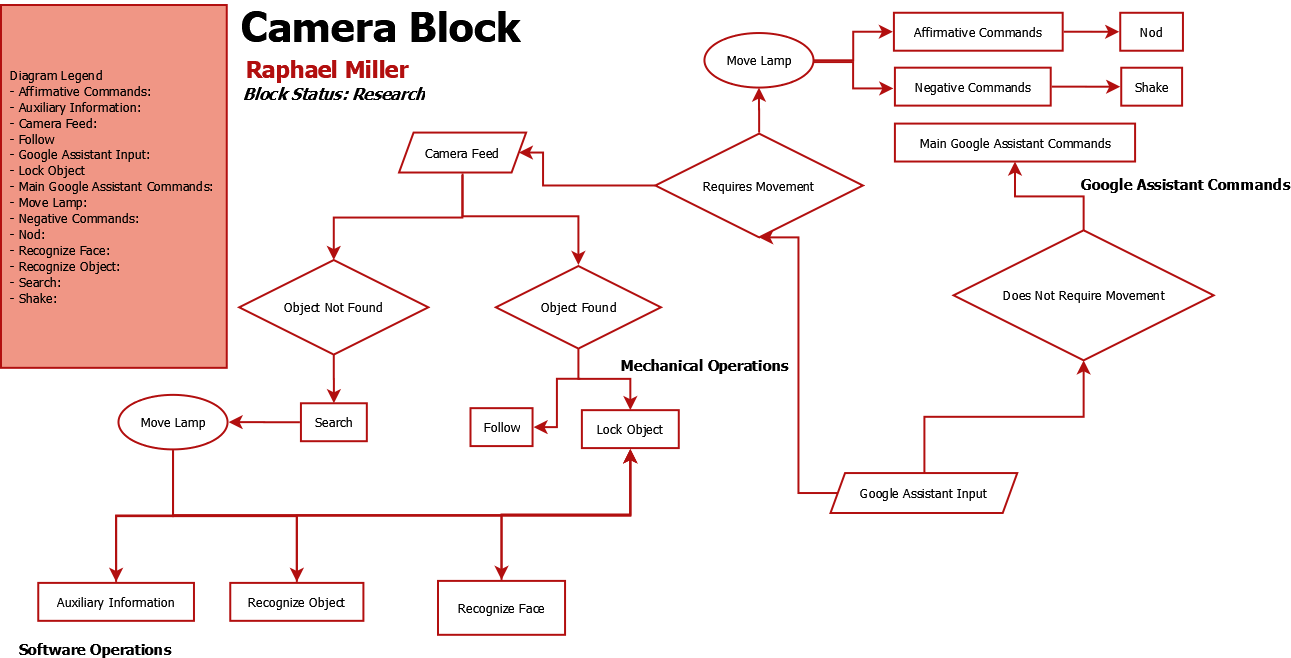 Camera Block
Raphael Miller
Block Status: Research
Diagram Legend
- Affirmative Commands:
- Auxiliary Information:
- Camera Feed:
- Follow
- Google Assistant Input:
- Lock Object
- Main Google Assistant Commands:
- Move Lamp:
- Negative Commands:
- Nod:
- Recognize Face:
- Recognize Object:
- Search:
- Shake:
Move Lamp
Affirmative Commands
Nod
Negative Commands
Shake
Main Google Assistant Commands
Google Assistant Commands
Camera Feed
Requires Movement
Object Not Found
Object Found
Does Not Require Movement
Mechanical Operations
Move Lamp
Search
Follow
Lock Object
Google Assistant Input
Auxiliary Information
Recognize Object
Recognize Face
Software Operations